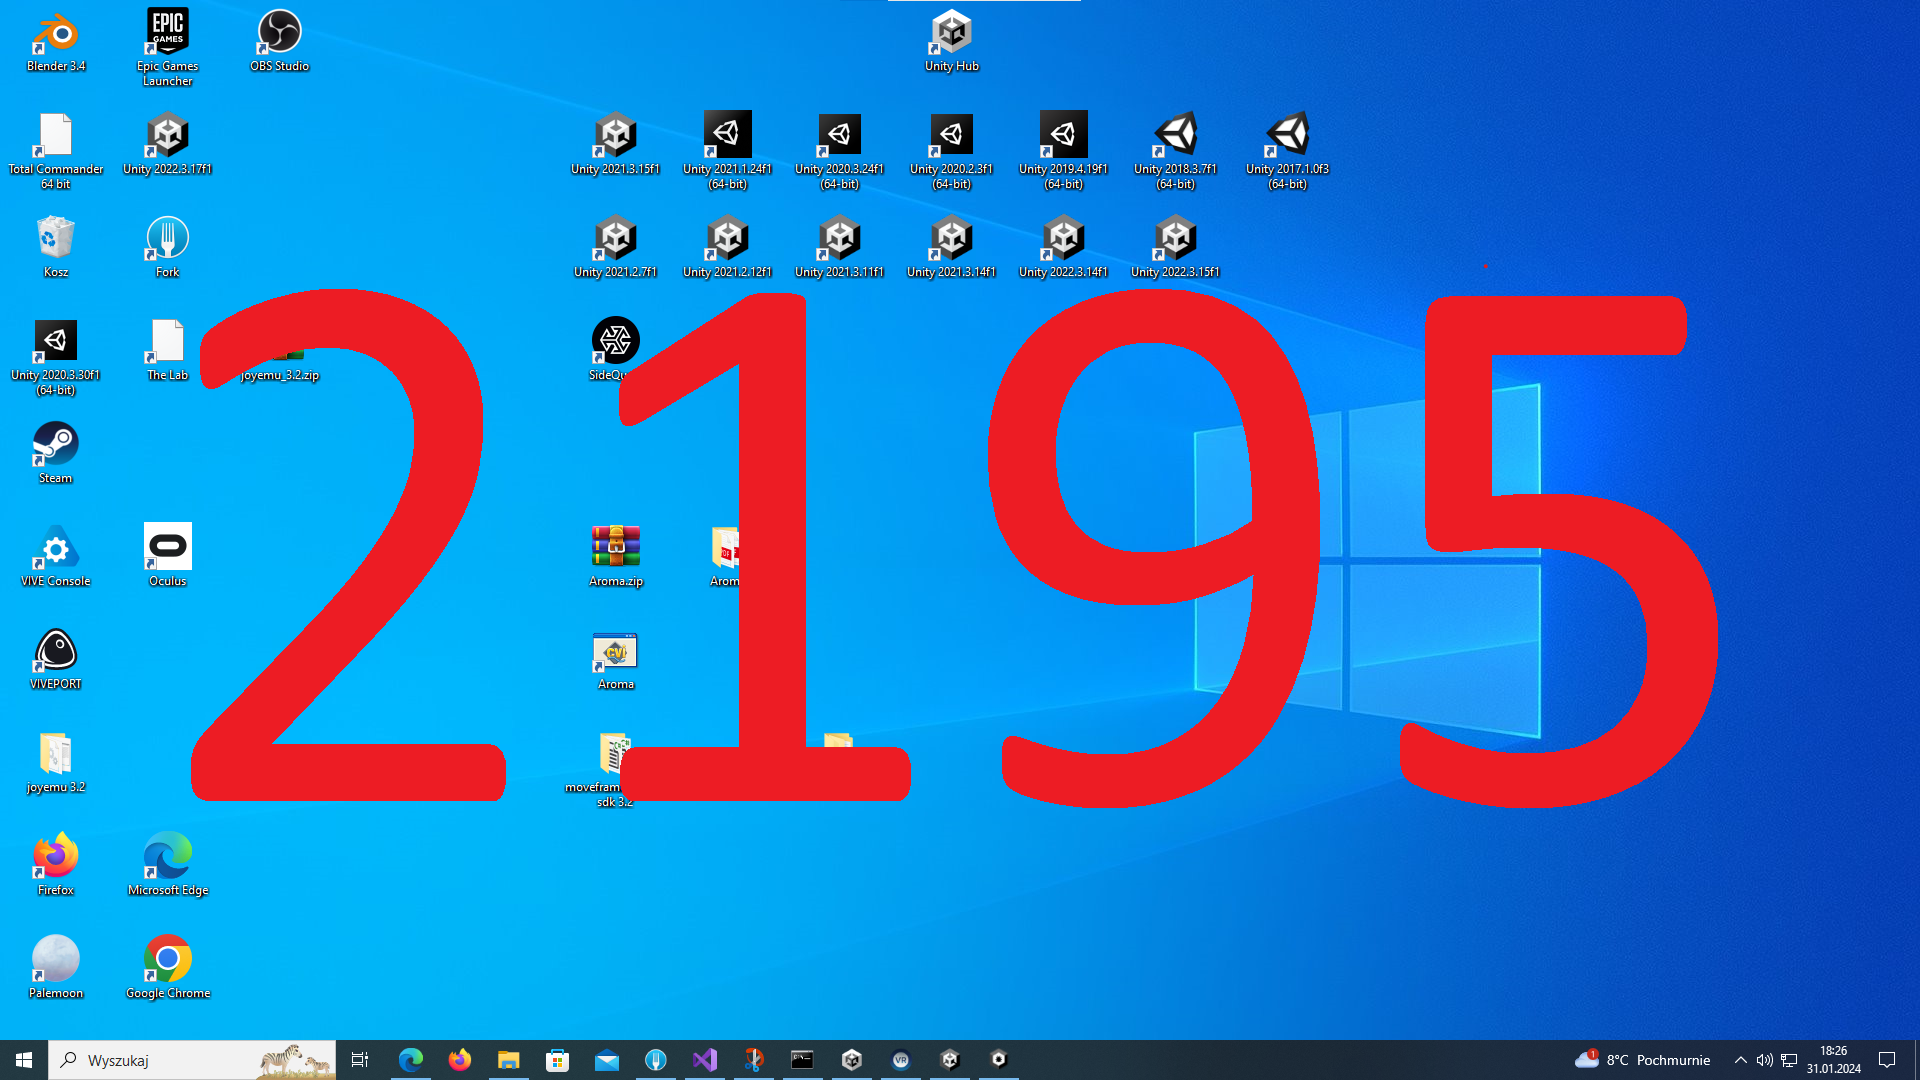 Blender 3.4
EPIC GAMES
Epic Games Launcher
OBS Studio
Unity Hub
Total Commander 64 bit
Unity 2022.3.17f1
Unity 2021.3.15f1
Unity 2021.1.24f1 (64-bit)
Unity 2020.3.24f1 (64-bit)
Unity 2020.2.3f1 (64-bit)
Unity 2019.4.19f1 (64-bit)
Unity 2018.3.7f1 (64-bit)
Unity 2017.1.0f3 (64-bit)
Kosz
Fork
Unity 2021.2.7f1
Unity 2021.2.12f1
Unity 2021.3.11f1
Unity 2021.3.14f1
Unity 2022.3.14f1
Unity 2022.3.15f1
2195
Unity 2020.3.30f1 (64-bit)
The Lab
joyemu_3.2.zip
Steam
VIVE Console
Oculus
Aroma.zip
VIVEPORT
CVI
Aroma
joyemu 3.2
sdk 3.2
Firefox
Microsoft Edge
Palemoon
Google Chrome
Wyszukaj
VR
1
8°C Pochmurnie
18:26
31.01.2024